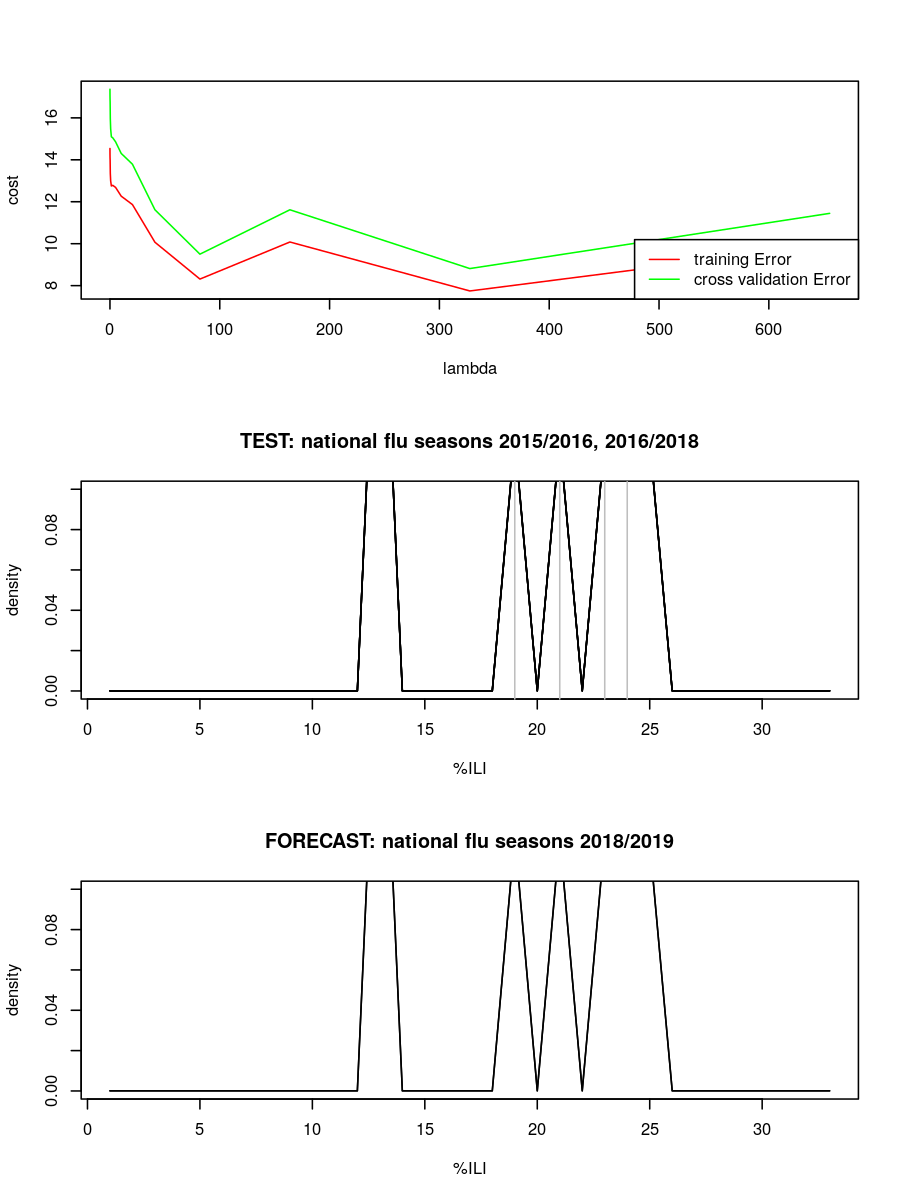 cost
16
14
12
10
8
training Error
cross validation Error
0 100 200 300 400 500 600
lambda
TEST: national flu seasons 2015/2016, 2016/2018
density
0.08
0.04
0.00
0 5 10 15 20 25 30
%ILI
FORECAST: national flu seasons 2018/2019
density
0.08
0.04
0.00
0 5 10 15 20 25 30
%ILI